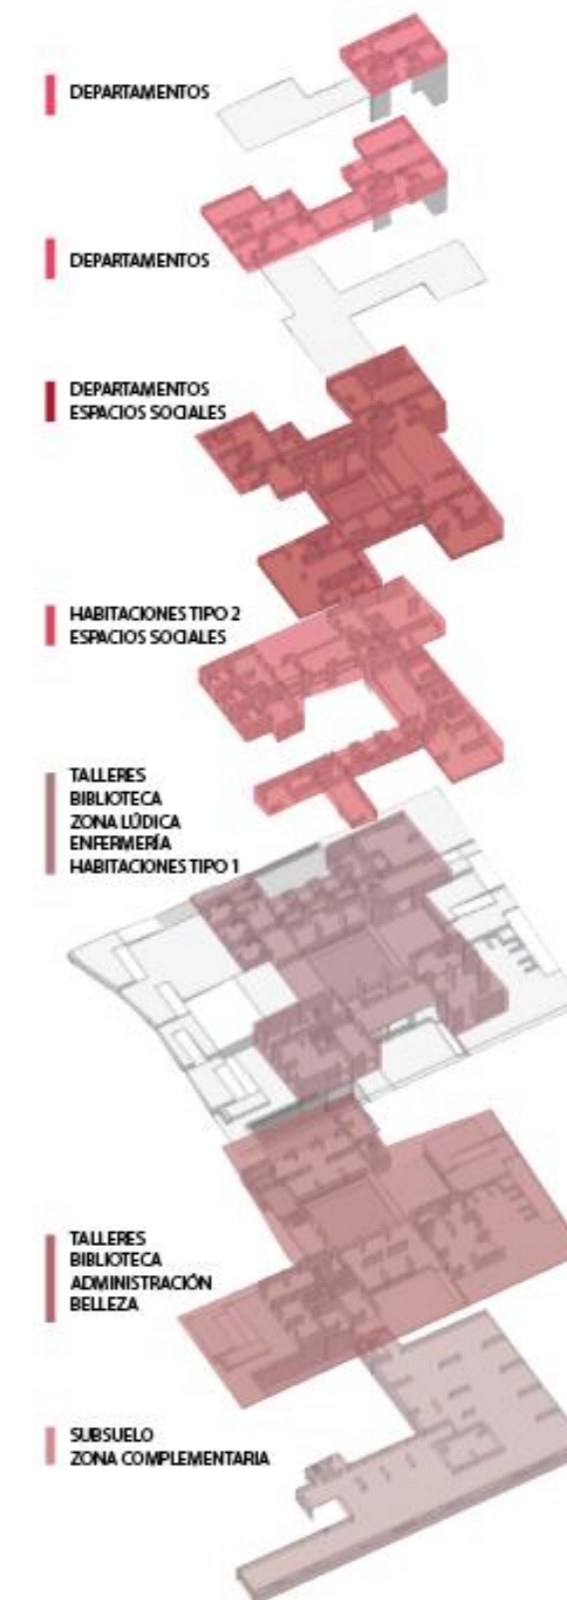 DEPARTAMENTOS
DEPARTAMENTOS
DEPARTAMENTOS
ESPACIOS SOCIALES
HABITACIONES TIPO 2
ESPACIOS SOCIALES
TALLERES
BIBLIOTECA
ZONA LÚDICA
ENFERMERÍA
HABITACIONES TIPO 1
TALLERES
BIBLIOTECA
ADMINISTRACIÓN
BELLEZA
SUBSUELO
ZONA COMPLEMENTARIA